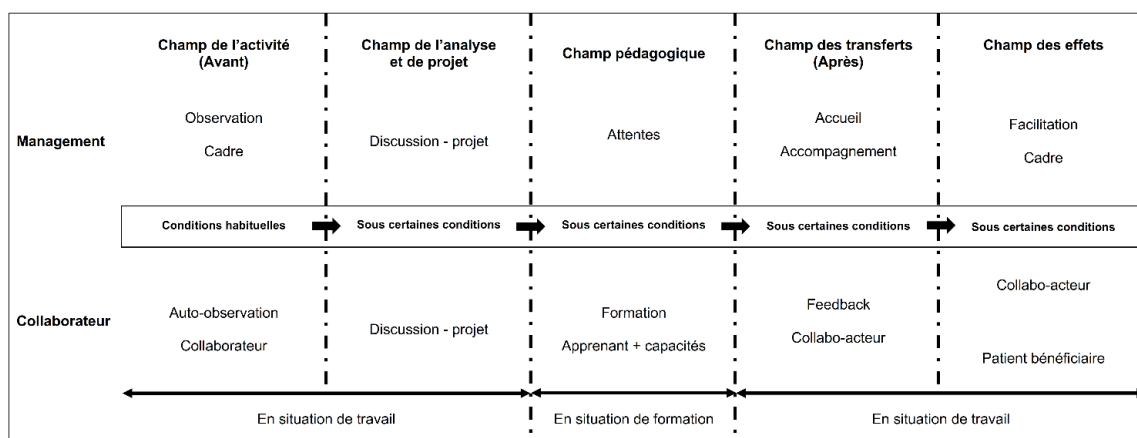 Champ de l'activité
(Avant)
Champ de l'analyse
et de projet
Champ pédagogique
Champ des transferts
(Après)
Champ des effets
Management
Observation
Cadre
Discussion - projet
Attentes
Accueil
Accompagnement
Facilitation
Cadre
Conditions habituelles
Sous certaines conditions
Sous certaines conditions
Sous certaines conditions
Sous certaines conditions
Collaborateur
Auto-observation
Collaborateur
Discussion - projet
Formation
Apprenant + capacités
Feedback
Collabo-acteur
Collabo-acteur
Patient bénéficiaire
En situation de travail
En situation de formation
En situation de travail